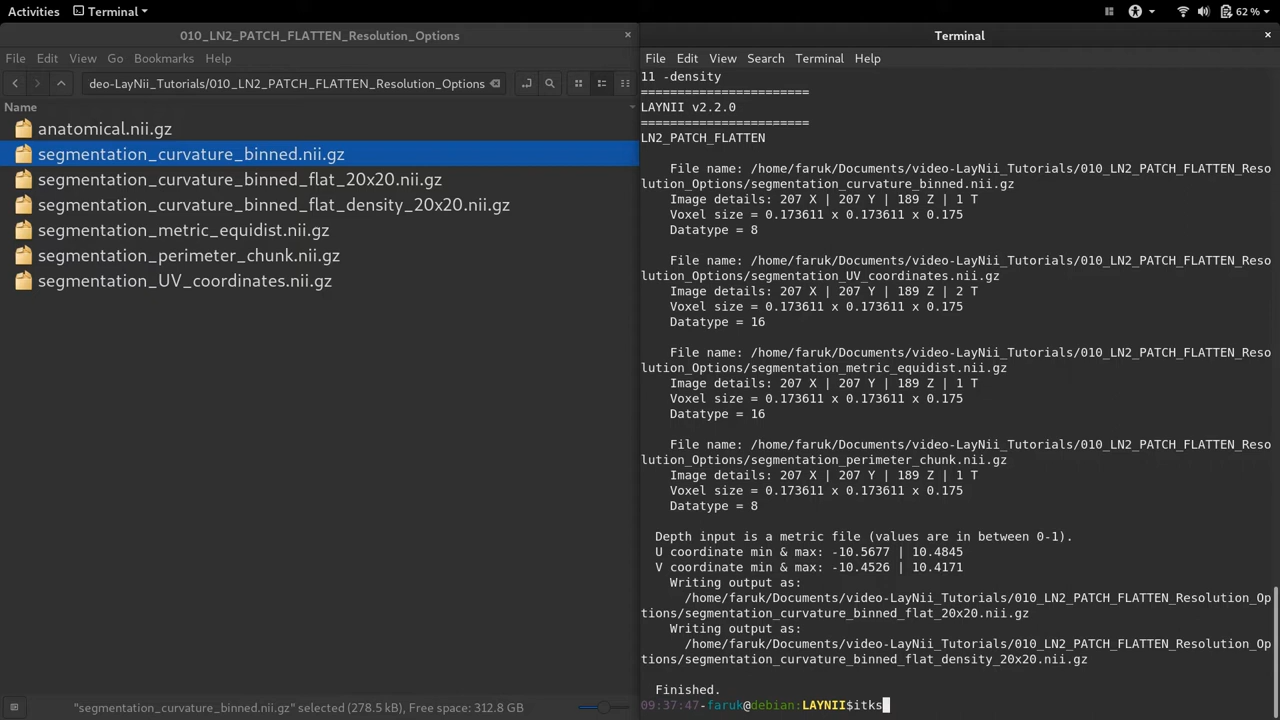 Activities
Terminal
62 %
010_LN2_PATCH_FLATTEN_Resolution_Options
File Edit View Go Bookmarks Help
deo-LayNii_Tutorials/010_LN2_PATCH_FLATTEN_Resolution_Options
Name
anatomical.nii.gz
segmentation_curvature_binned.nii.gz
segmentation_curvature_binned_flat_20x20.nii.gz
segmentation_curvature_binned_flat_density_20x20.nii.gz
segmentation_metric_equidist.nii.gz
segmentation_perimeter_chunk.nii.gz
segmentation_UV_coordinates.nii.gz
"segmentation_curvature_binned.nii.gz" selected (278.5 kB), Free space: 312.8 GB
Terminal
File Edit View Search Terminal Help
11 -density
=======================
LAYNII v2.2.0
=======================
LN2_PATCH_FLATTEN
File name: /home/faruk/Documents/video-LayNii_Tutorials/010_LN2_PATCH_FLATTEN_Reso
lution_Options/segmentation_curvature_binned.nii.gz
Image details: 207 X | 207 Y | 189 Z | 1 T
Voxel size = 0.173611 x 0.173611 x 0.175
Datatype = 8
File name: /home/faruk/Documents/video-LayNii_Tutorials/010_LN2_PATCH_FLATTEN_Reso
lution_Options/segmentation_UV_coordinates.nii.gz
Image details: 207 X | 207 Y | 189 Z | 2 T
Voxel size = 0.173611 x 0.173611 x 0.175
Datatype = 16
File name: /home/faruk/Documents/video-LayNii_Tutorials/010_LN2_PATCH_FLATTEN_Reso
lution_Options/segmentation_metric_equidist.nii.gz
Image details: 207 X | 207 Y | 189 Z | 1 T
Voxel size = 0.173611 x 0.173611 x 0.175
Datatype = 16
File name: /home/faruk/Documents/video-LayNii_Tutorials/010_LN2_PATCH_FLATTEN_Reso
lution_Options/segmentation_perimeter_chunk.nii.gz
Image details: 207 X | 207 Y | 189 Z | 1 T
Voxel size = 0.173611 x 0.173611 x 0.175
Datatype = 8
Depth input is a metric file (values are in between 0-1).
U coordinate min & max: -10.5677 | 10.4845
V coordinate min & max: -10.4526 | 10.4171
Writing output as:
/home/faruk/Documents/video-LayNii_Tutorials/010_LN2_PATCH_FLATTEN_Resolution_Op
tions/segmentation_curvature_binned_flat_20x20.nii.gz
Writing output as:
/home/faruk/Documents/video-LayNii_Tutorials/010_LN2_PATCH_FLATTEN_Resolution_Op
tions/segmentation_curvature_binned_flat_density_20x20.nii.gz
Finished.
09:37:47-faruk@debian:LAYNII$itks